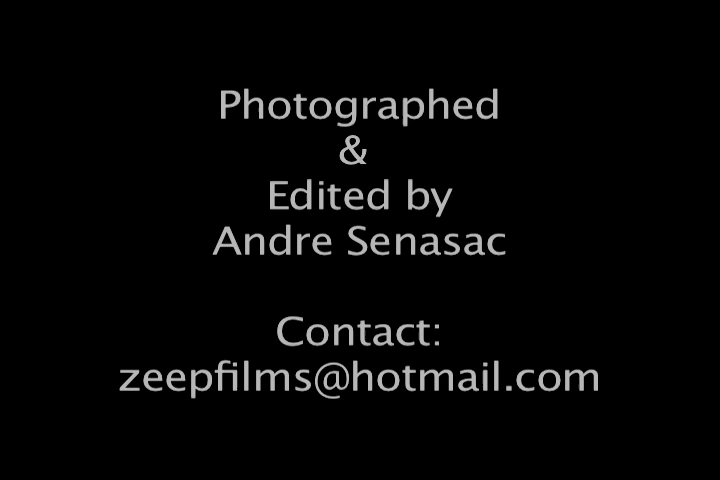 Photographed
&
Edited by
Andre Senasac
Contact:
zeepfilms@hotmail.com